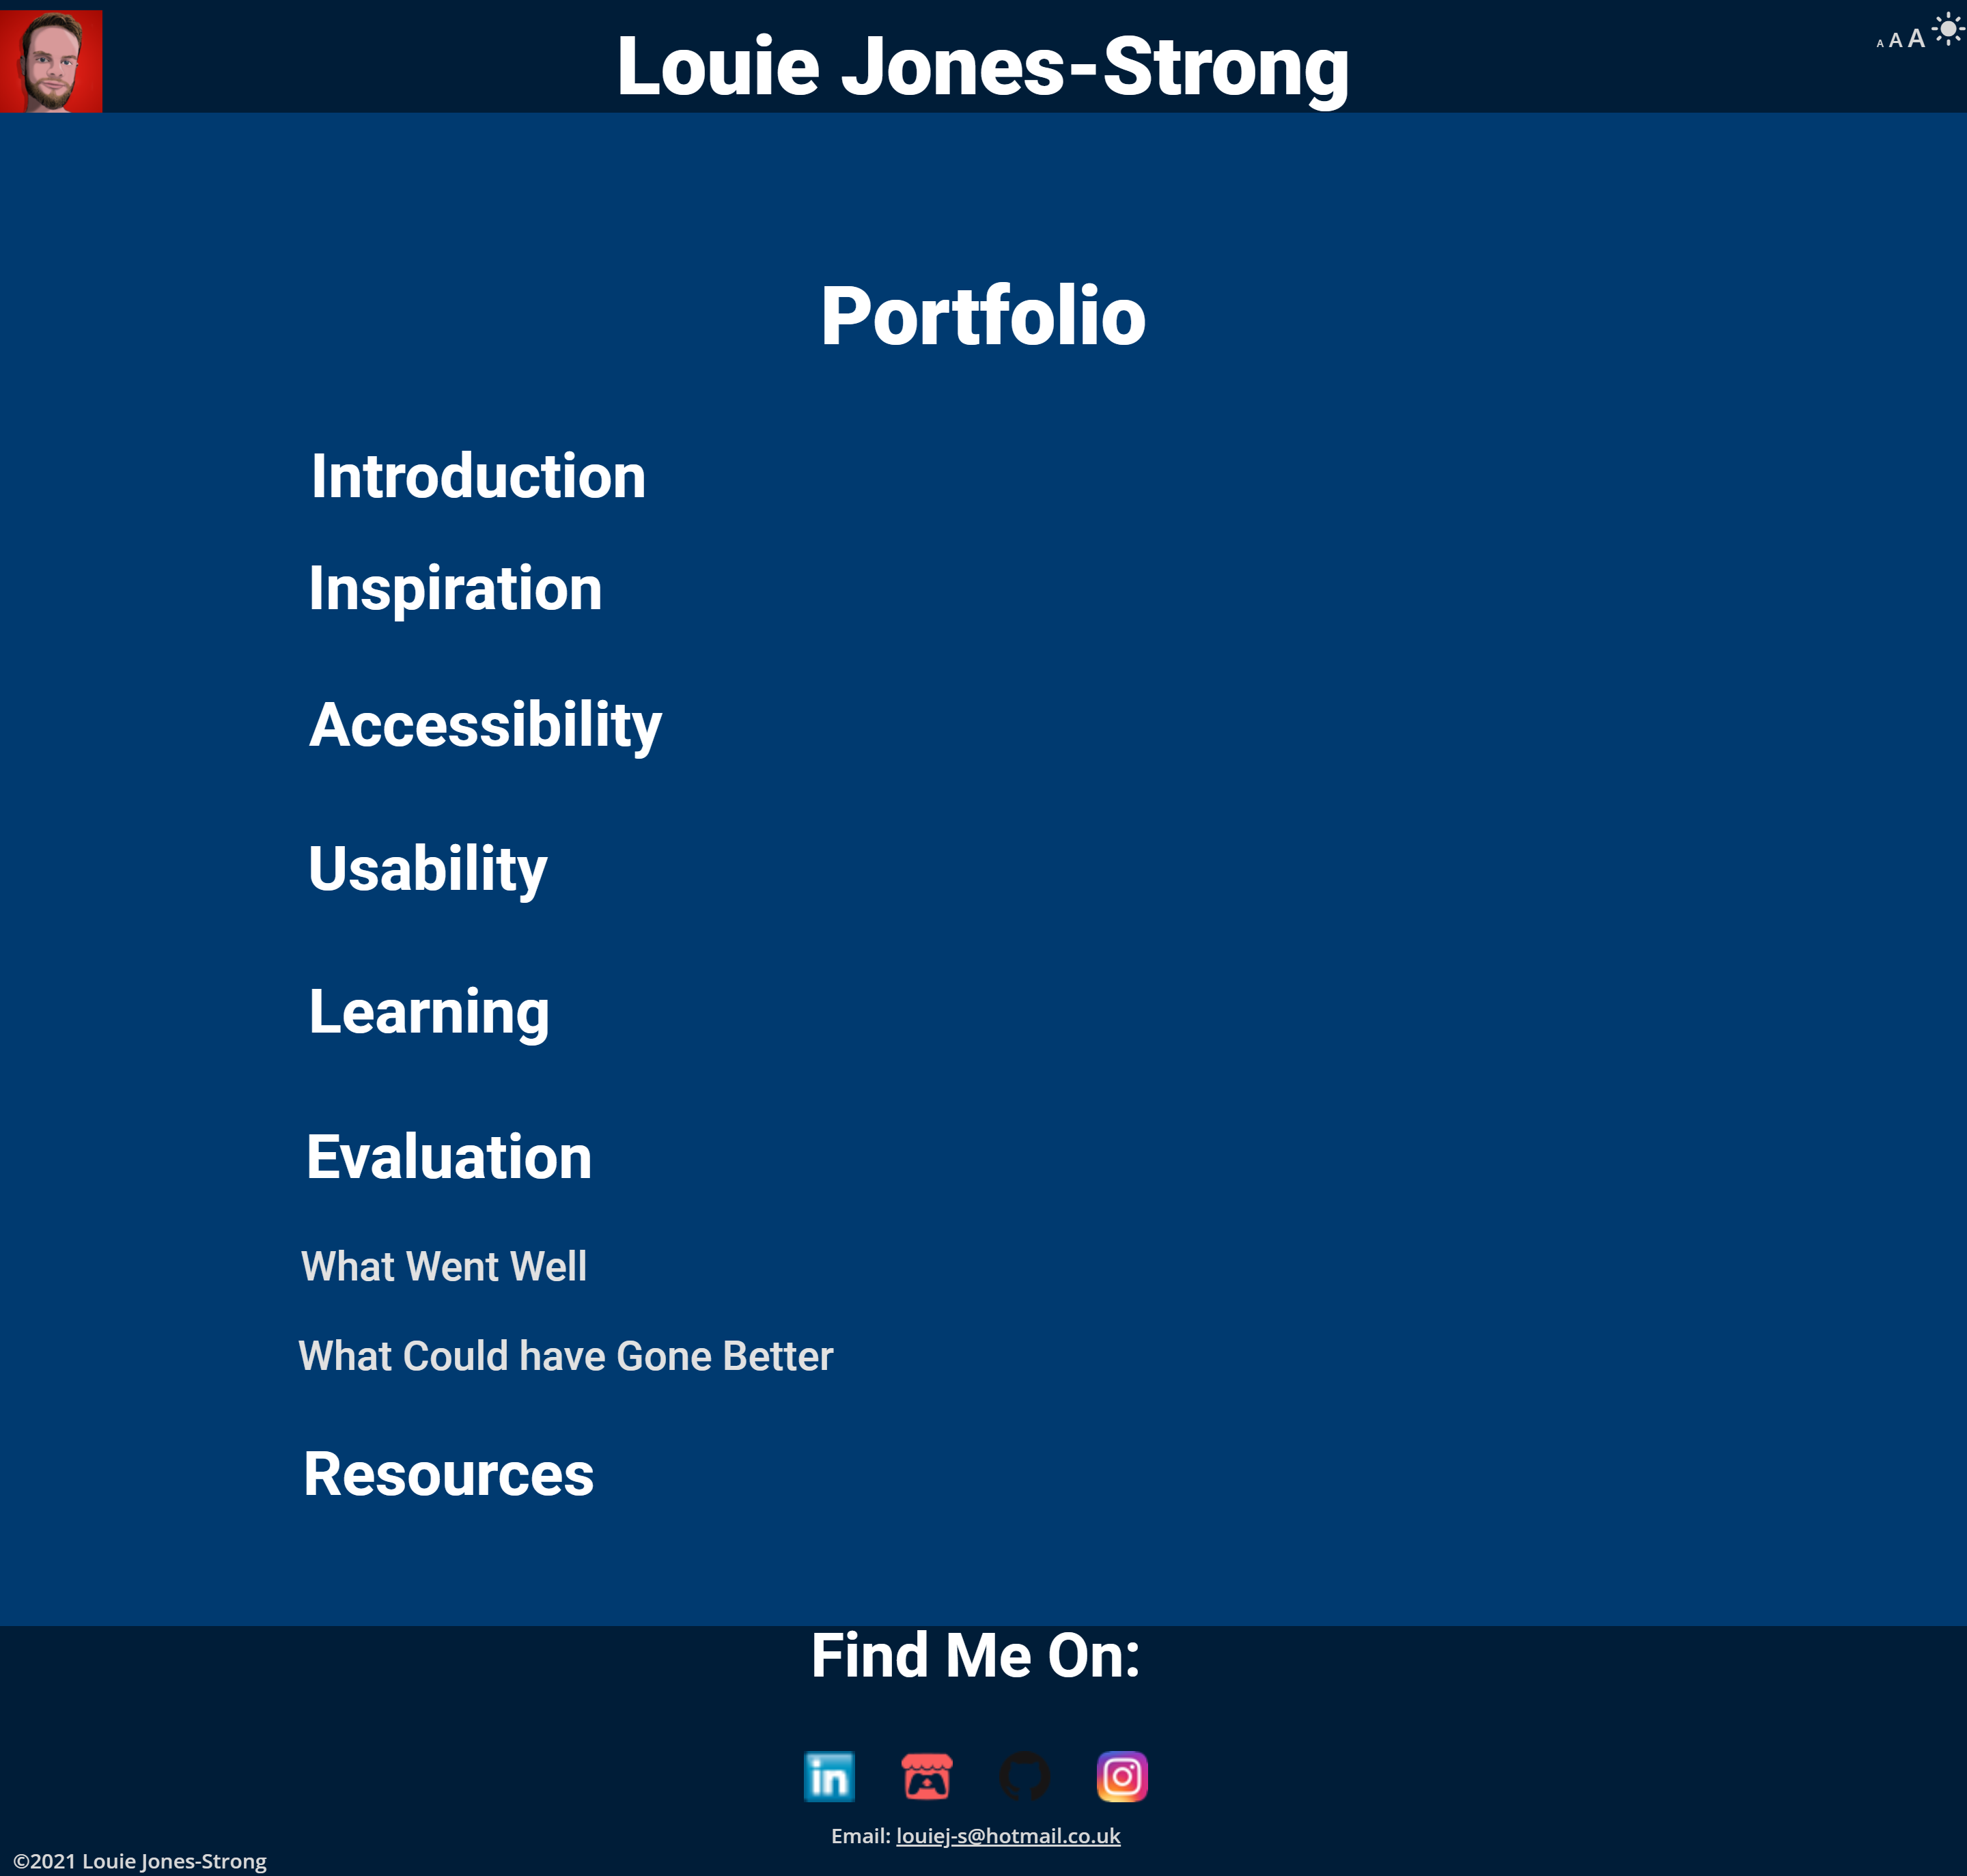 Louie Jones-Strong
A A A
Portfolio
Introduction
Inspiration
Accessibility
Usability
Learning
Evaluation
What Went Well
What Could have Gone Better
Resources
Find Me On:
in
Email: louiej-s@hotmail.co.uk
©2021 Louie Jones-Strong